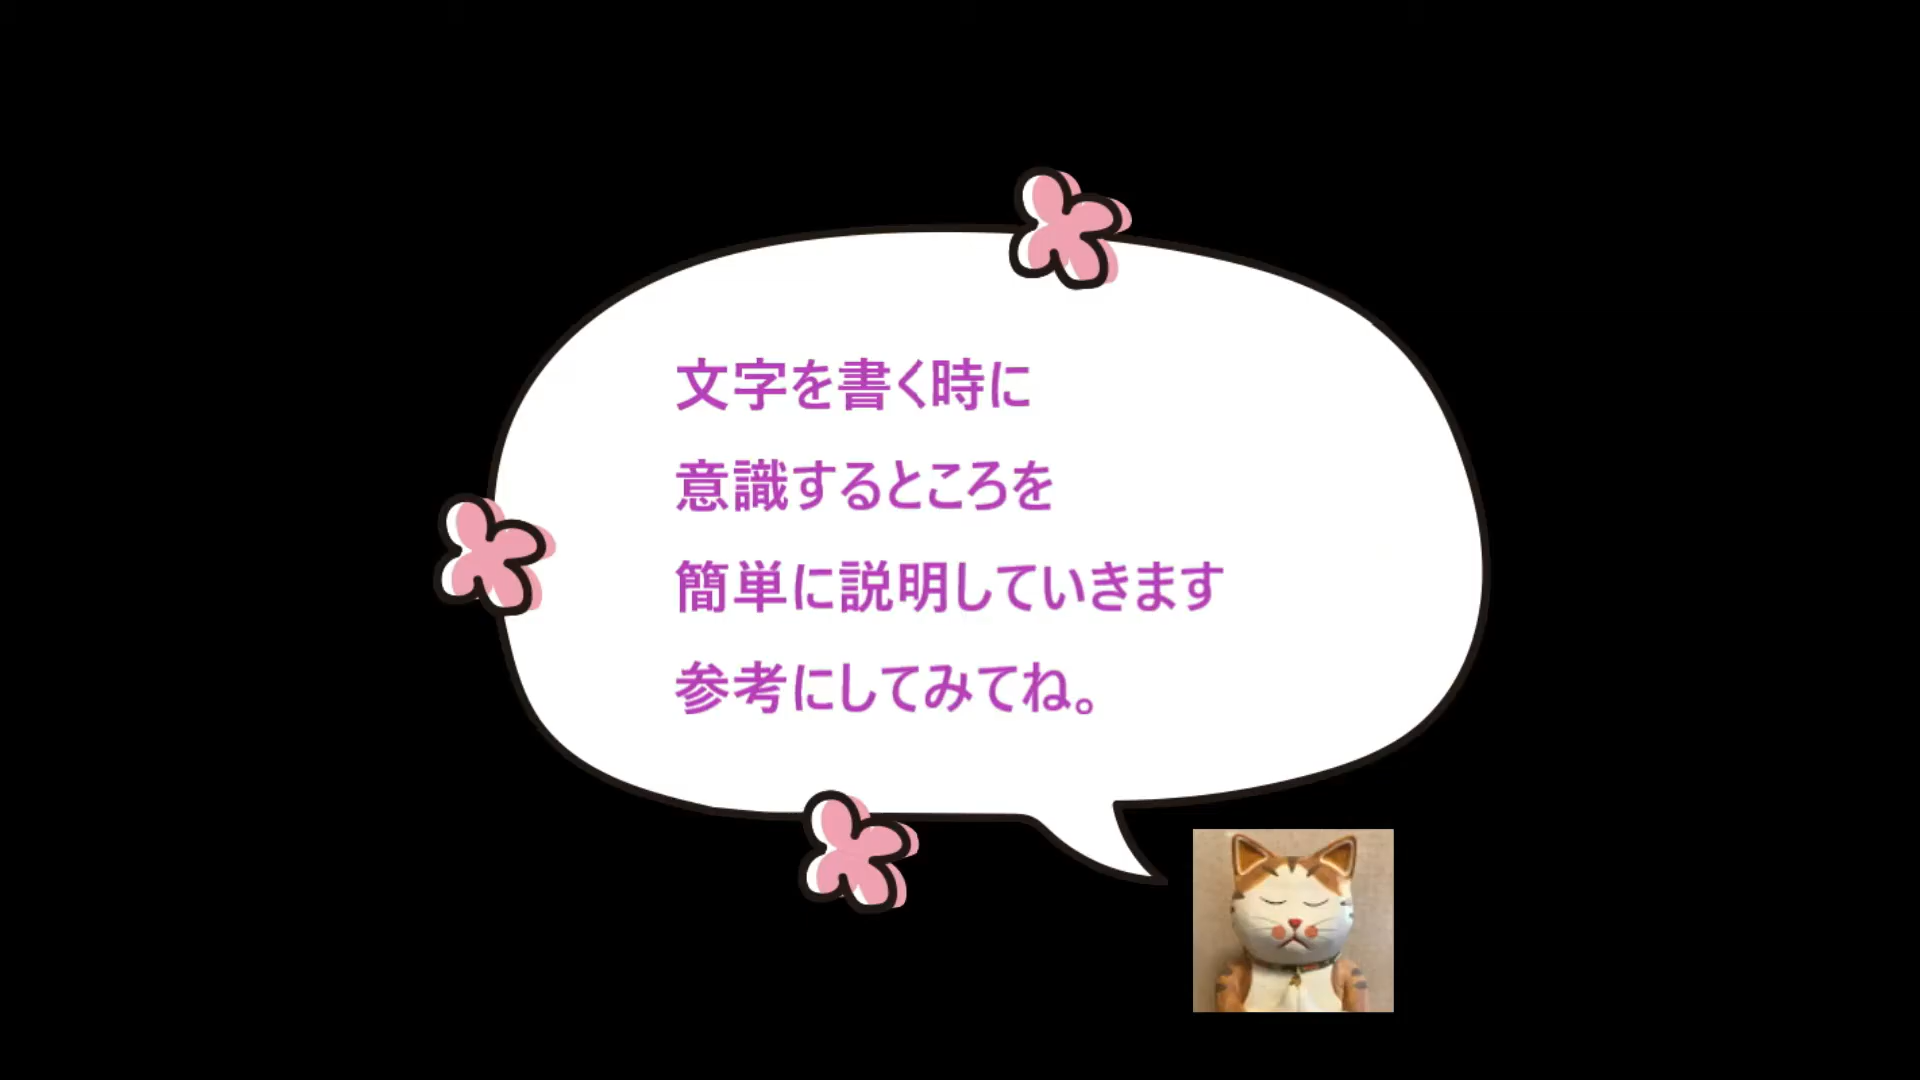 文字を書く時に
意識するところを
簡単に説明していきます
参考にしてみてね。